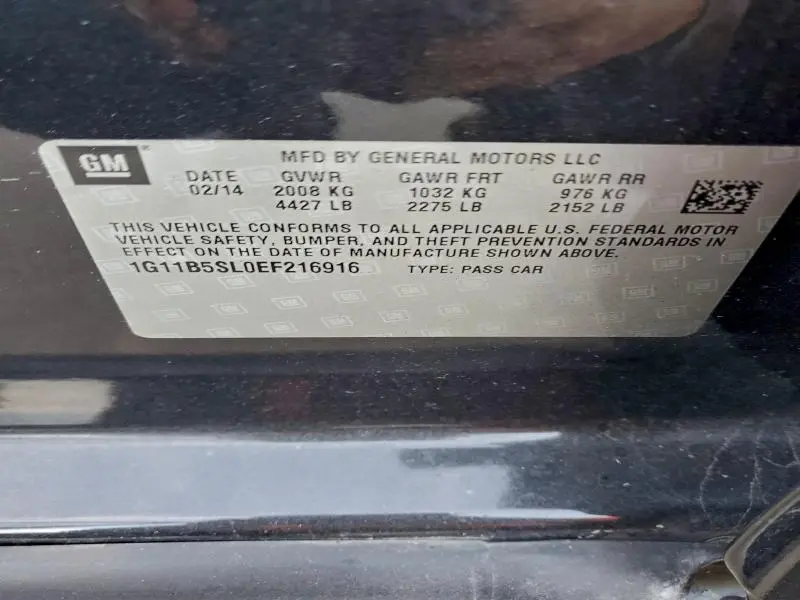 GM
MFD BY GENERAL MOTORS LLC
DATE GVWR GAWR FRT GAWR RR
02/14 2008 KG 1032 KG 976 KG
4427 LB 2275 LB 2152 LB
THIS VEHICLE CONFORMS TO ALL APPLICABLE U.S. FEDERAL MOTOR
VEHICLE SAFETY, BUMPER, AND THEFT PREVENTION STANDARDS IN
EFFECT ON THE DATE OF MANUFACTURE SHOWN ABOVE.
1G11B5SL0EF216916 TYPE: PASS CAR